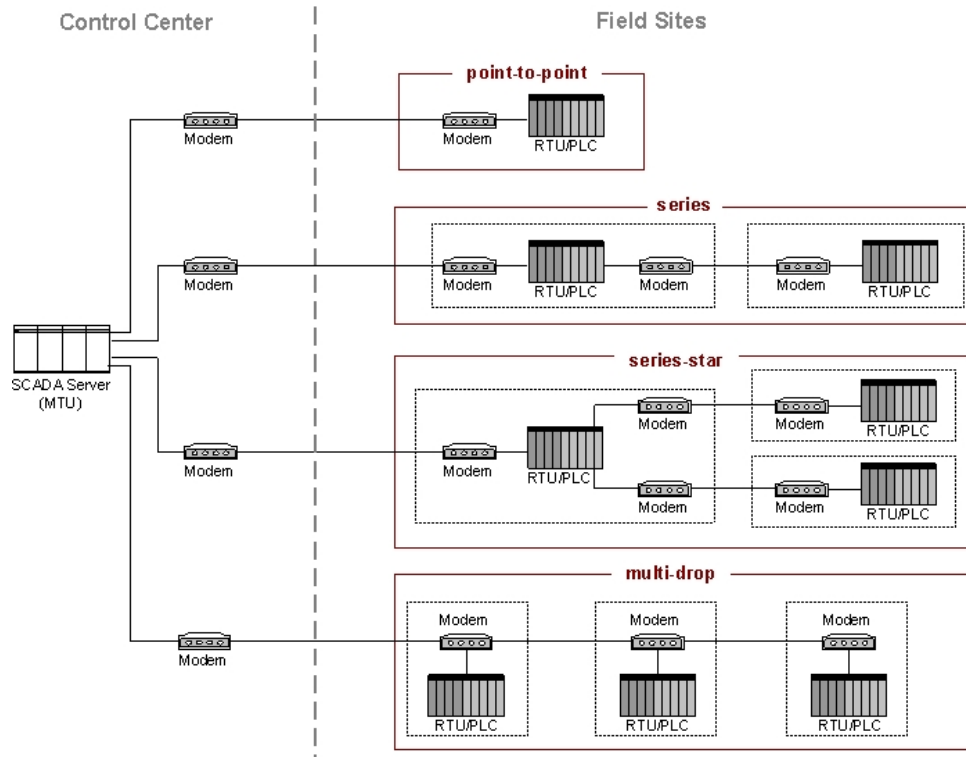 Control Center
Field Sites
point-to-point
Modem
Modem
RTU/PLC
series
Modem
Modem
RTU/PLC
Modem
Modem
RTU/PLC
SCADA Server
(MTU)
series-star
Modem
RTU/PLC
Modem
Modem
RTU/PLC
Modem
Modem
RTU/PLC
Modem
Modem
RTU/PLC
multi-drop
Modem
Modem
Modem
Modem
RTU/PLC
RTU/PLC
RTU/PLC